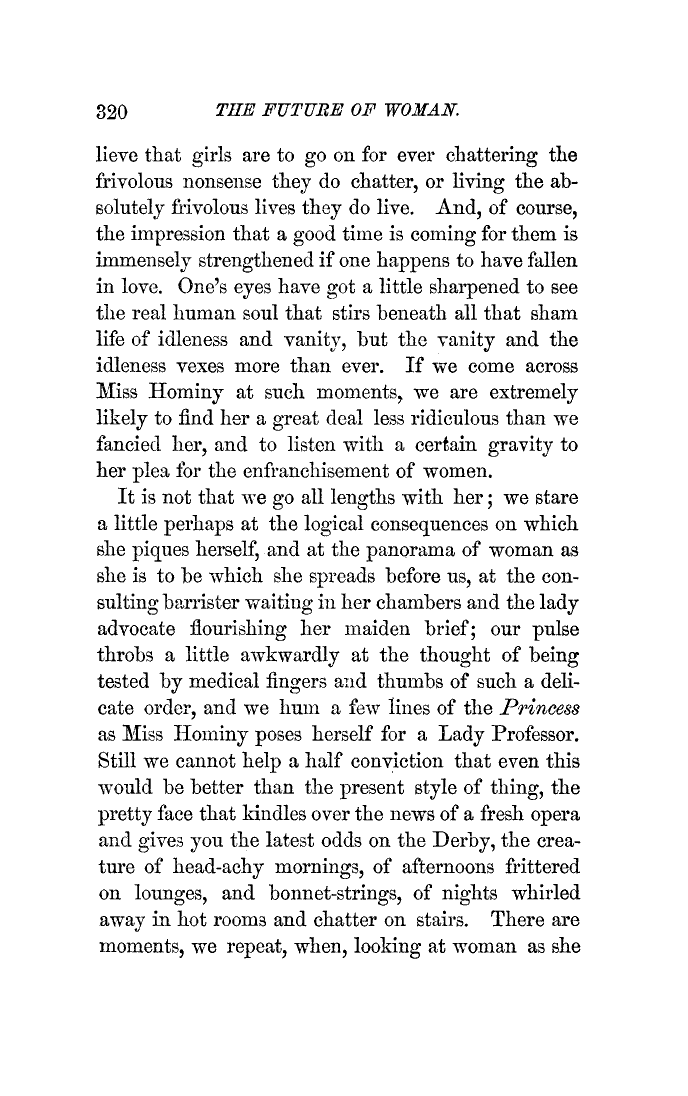 320 THE FUTURE OF WOMAN.
lieve that girls are to go on for ever chattering the
frivolous nonsense they do chatter, or living the ab-
solutely frivolous lives they do live. And, of course,
the impression that a good time is coming for them is
immensely strengthened if one happens to have fallen
in love. One's eyes have got a little sharpened to see
the real human soul that stirs beneath all that sham
life of idleness and vanity, but the vanity and the
idleness vexes more than ever. If we come across
Miss Hominy at such moments, we are extremely
likely to find her a great deal less ridiculous than we
fancied her, and to listen with a certain gravity to
her plea for the enfranchisement of women.
It is not that we go all lengths with her; we stare
a little perhaps at the logical consequences on which
she piques herself, and at the panorama of woman as
she is to be which she spreads before us, at the con-
sulting barrister waiting in her chambers and the lady
advocate flourishing her maiden brief; our pulse
throbs a little awkwardly at the thought of being
tested by medical fingers and thumbs of such a deli-
cate order, and we hum a few lines of the Princess
as Miss Hominy poses herself for a Lady Professor.
Still we cannot help a half conviction that even this
would be better than the present style of thing, the
pretty face that kindles over the news of a fresh opera
and gives you the latest odds on the Derby, the crea-
ture of head-achy mornings, of afternoons frittered
on lounges, and bonnet-strings, of nights whirled
away in hot rooms and chatter on stairs. There are
moments, we repeat, when, looking at woman as she